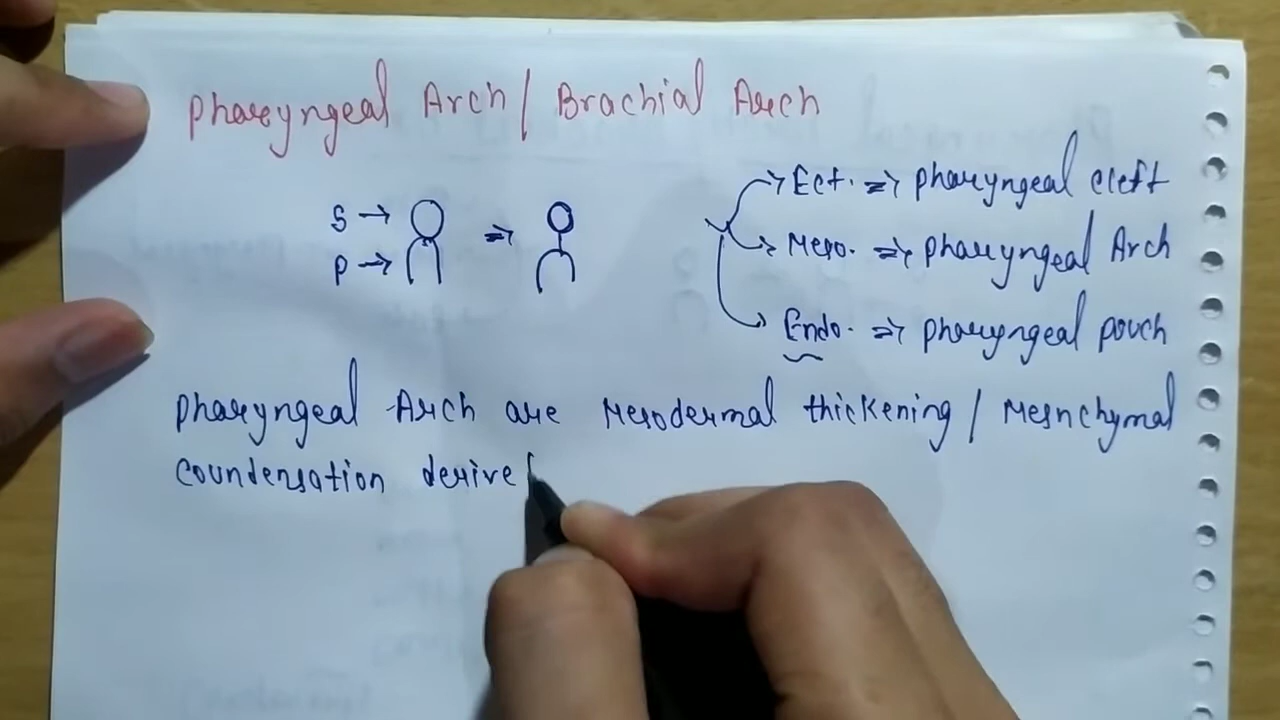 Pharyngeal Arch / Brachial Arch
S → ⇒
P →
Ect. ⇒ pharyngeal cleft
Meso. ⇒ pharyngeal Arch
Endo. ⇒ pharyngeal pouch
Pharyngeal Arch are Mesodermal thickening / Mesnchymal
Coundensation derive